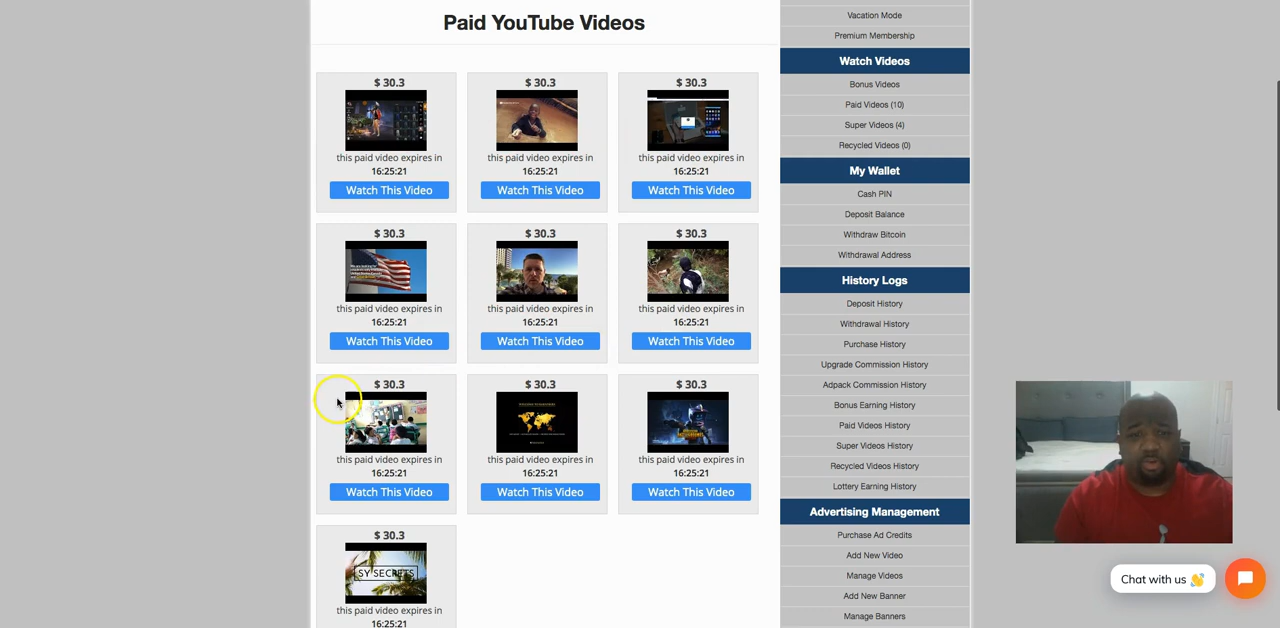 Paid YouTube Videos
$ 30.3
this paid video expires in
16:25:21
Watch This Video
$ 30.3
this paid video expires in
16:25:21
Watch This Video
$ 30.3
this paid video expires in
16:25:21
Watch This Video
$ 30.3
this paid video expires in
16:25:21
Watch This Video
$ 30.3
this paid video expires in
16:25:21
Watch This Video
$ 30.3
this paid video expires in
16:25:21
Watch This Video
$ 30.3
this paid video expires in
16:25:21
Watch This Video
$ 30.3
this paid video expires in
16:25:21
Watch This Video
$ 30.3
this paid video expires in
16:25:21
Watch This Video
$ 30.3
SY SECRETS
this paid video expires in
16:25:21
Vacation Mode
Premium Membership
Watch Videos
Bonus Videos
Paid Videos (10)
Super Videos (4)
Recycled Videos (0)
My Wallet
Cash PIN
Deposit Balance
Withdraw Bitcoin
Withdrawal Address
History Logs
Deposit History
Withdrawal History
Purchase History
Upgrade Commission History
Adpack Commission History
Bonus Earning History
Paid Videos History
Super Videos History
Recycled Videos History
Lottery Earning History
Advertising Management
Purchase Ad Credits
Add New Video
Manage Videos
Add New Banner
Manage Banners
Chat with us 👋